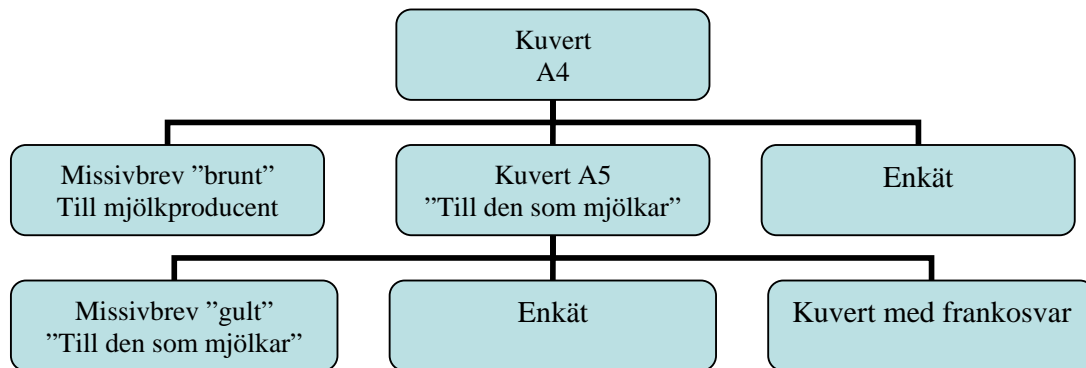 Kuvert
A4
Missivbrev ”brunt”
Till mjölkproducent
Kuvert A5
”Till den som mjölkar”
Enkät
Missivbrev ”gult”
”Till den som mjölkar”
Enkät
Kuvert med frankosvar